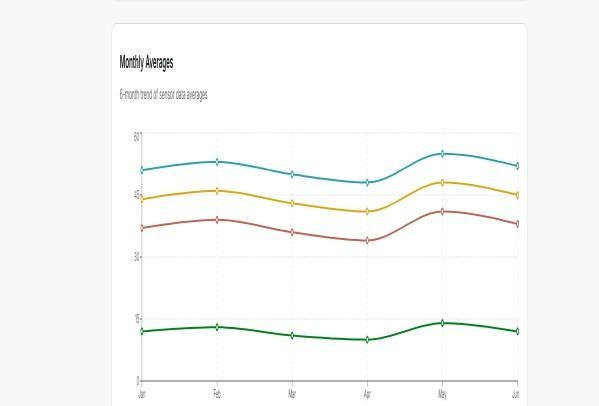 Monthly Averages
6-month trend of sensor data averages
60
45
30
15
0
Jan Feb Mar Apr May Jun